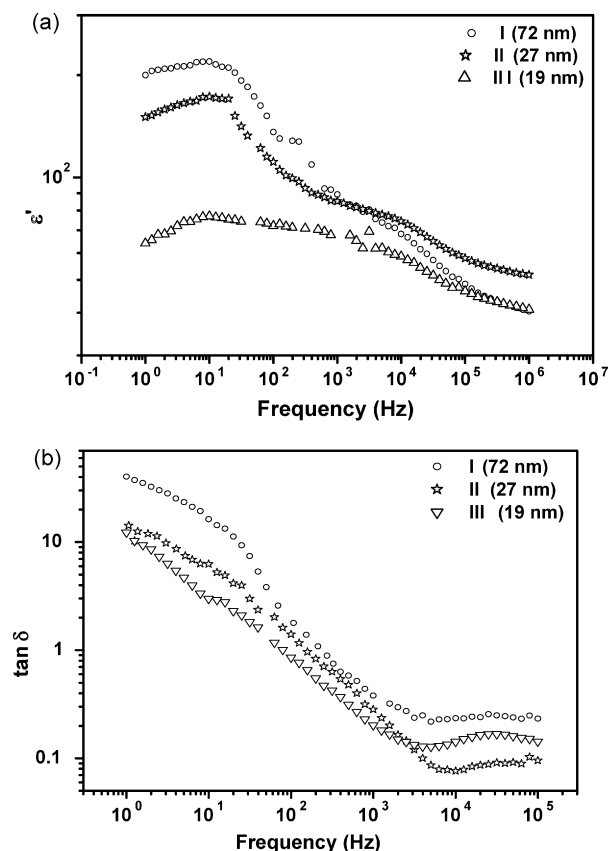 (a)
I (72 nm)
II (27 nm)
III (19 nm)
10²
ε'
10⁻¹ 10⁰ 10¹ 10² 10³ 10⁴ 10⁵ 10⁶ 10⁷
Frequency (Hz)
(b)
I (72 nm)
II (27 nm)
III (19 nm)
10
1
0.1
tan δ
10⁰ 10¹ 10² 10³ 10⁴ 10⁵
Frequency (Hz)